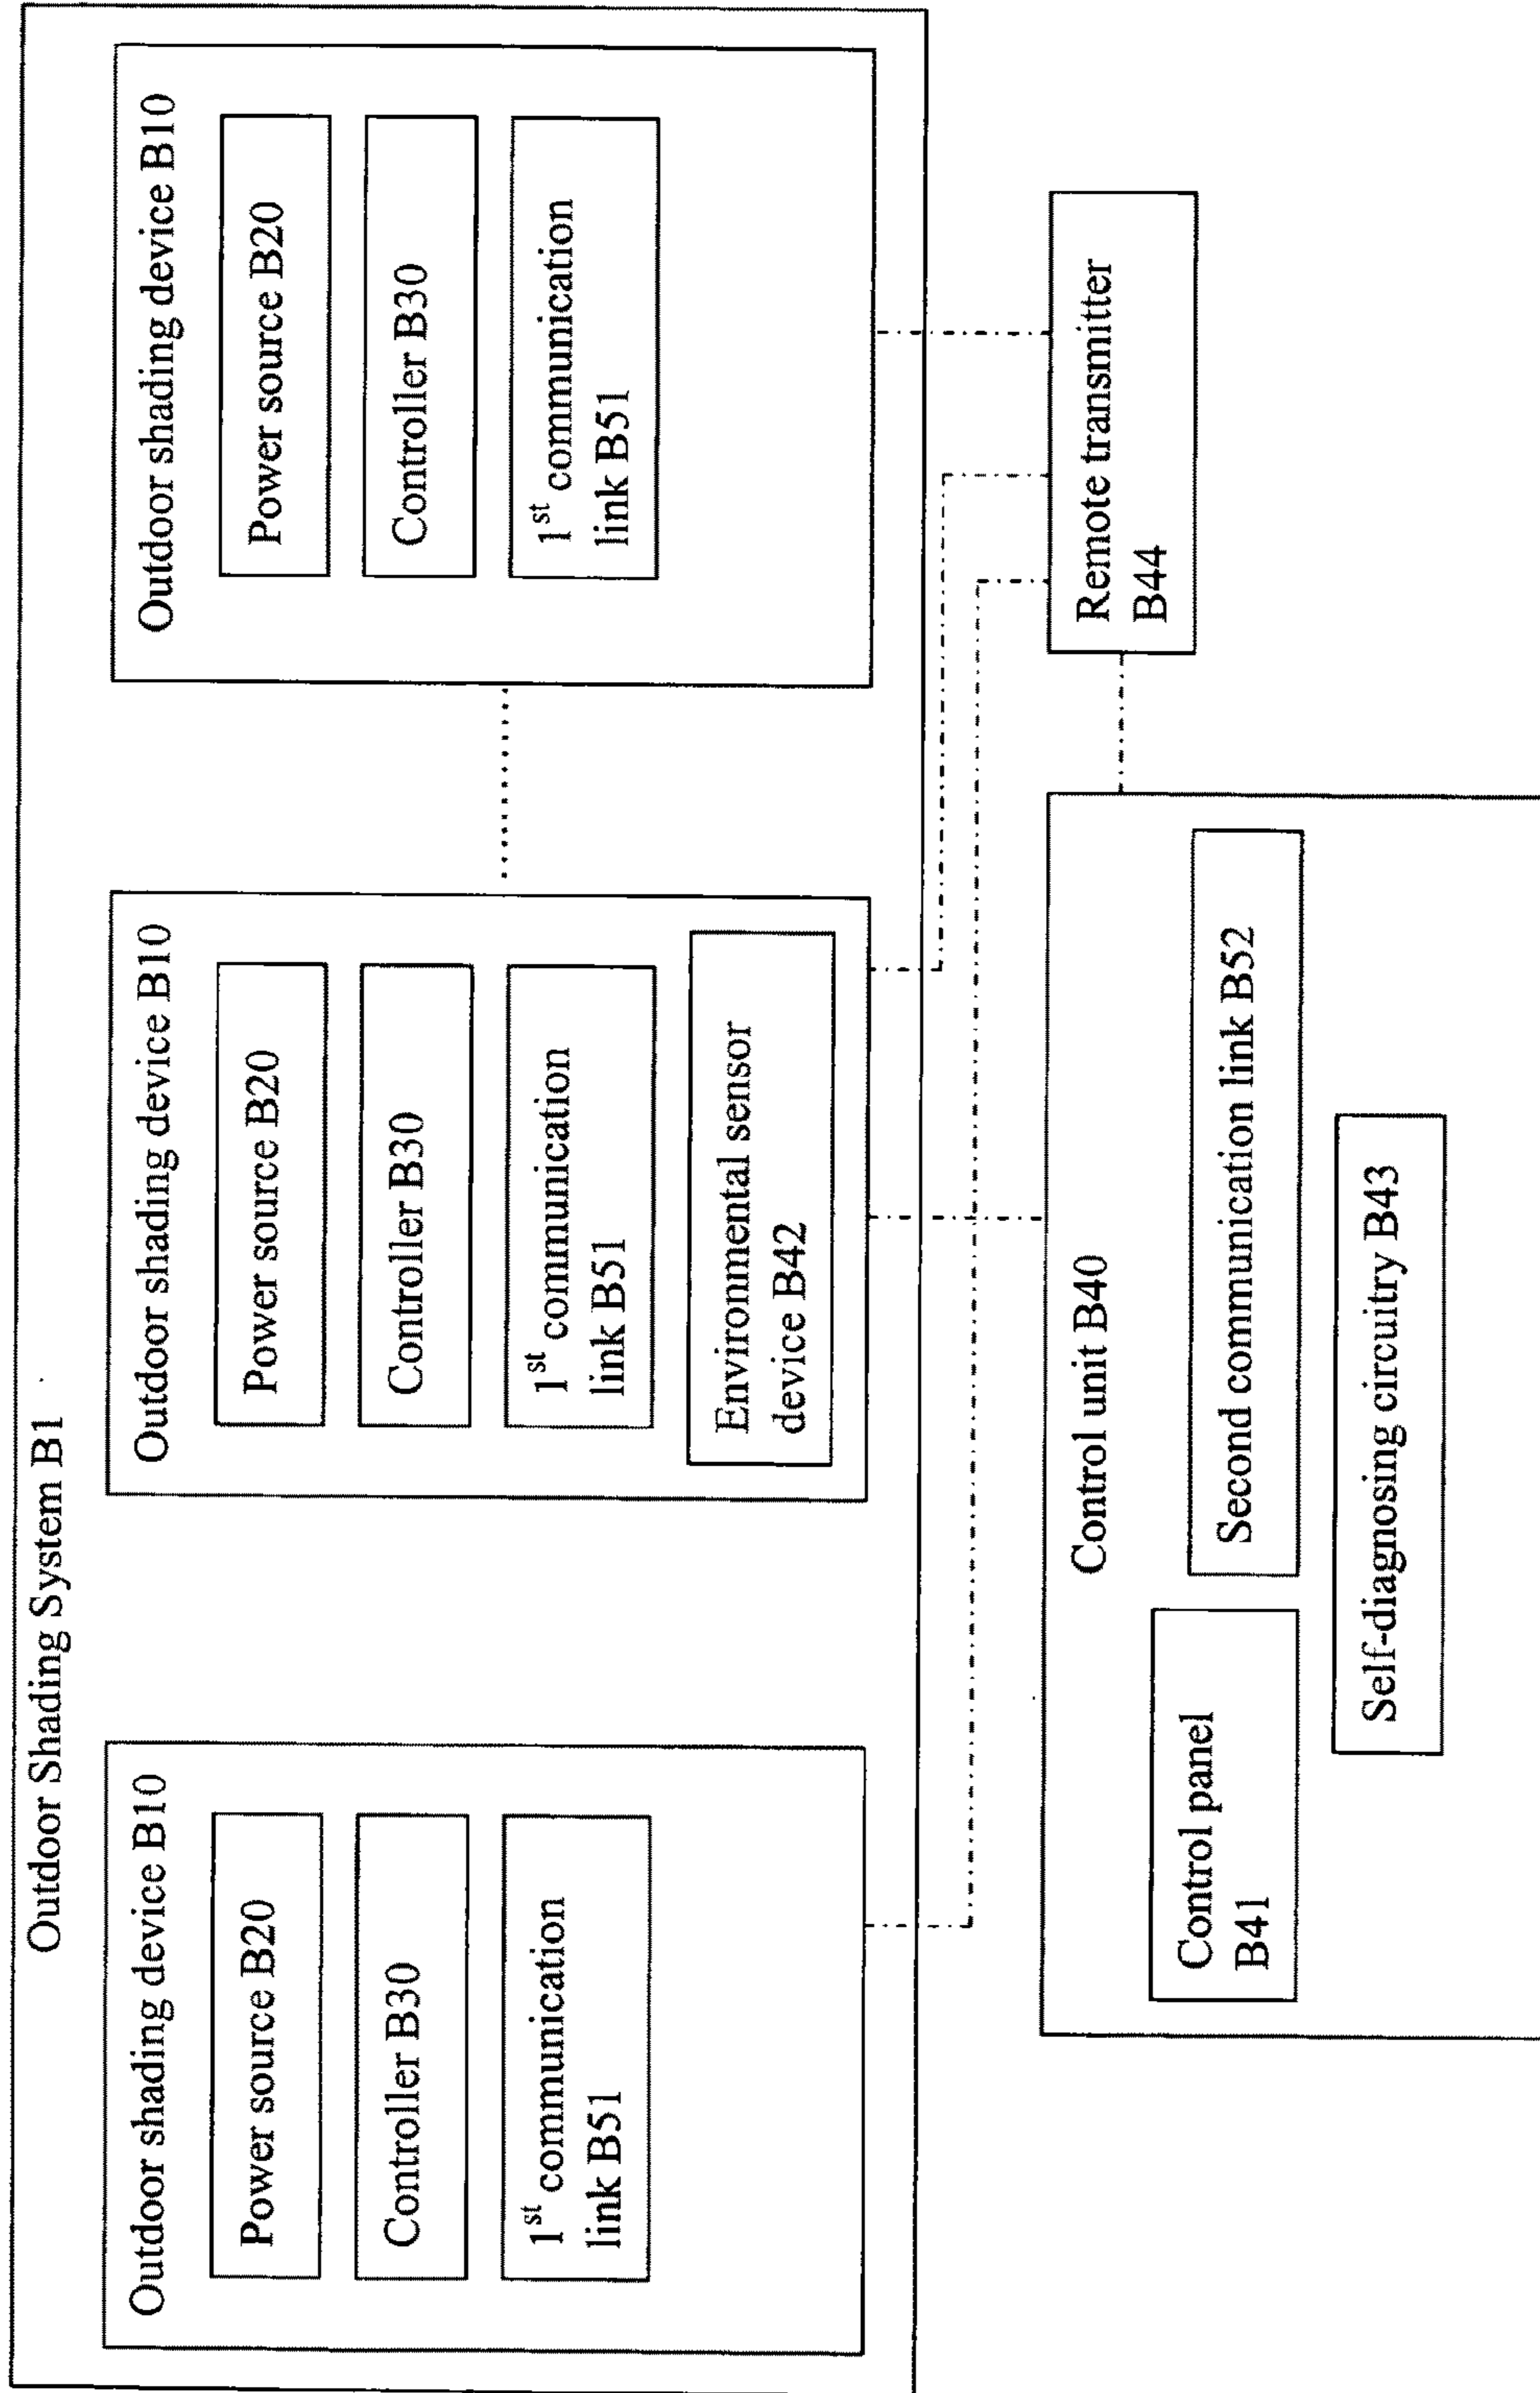 Outdoor Shading System B1
Outdoor shading device B10
Power source B20
Controller B30
1st communication
link B51
Outdoor shading device B10
Power source B20
Controller B30
1st communication
link B51
Environmental sensor
device B42
Outdoor shading device B10
Power source B20
Controller B30
1st communication
link B51
Control unit B40
Control panel
B41
Second communication link B52
Self-diagnosing circuitry B43
Remote transmitter
B44